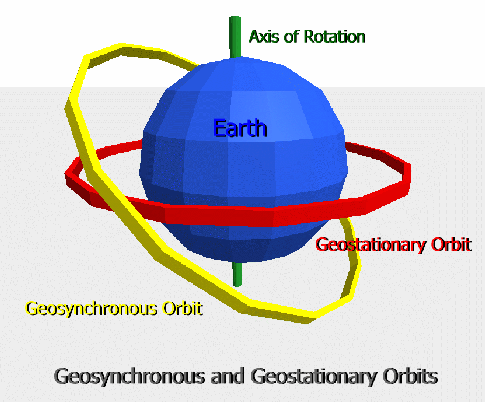 Axis of Rotation
Earth
Geostationary Orbit
Geosynchronous Orbit
Geosynchronous and Geostationary Orbits